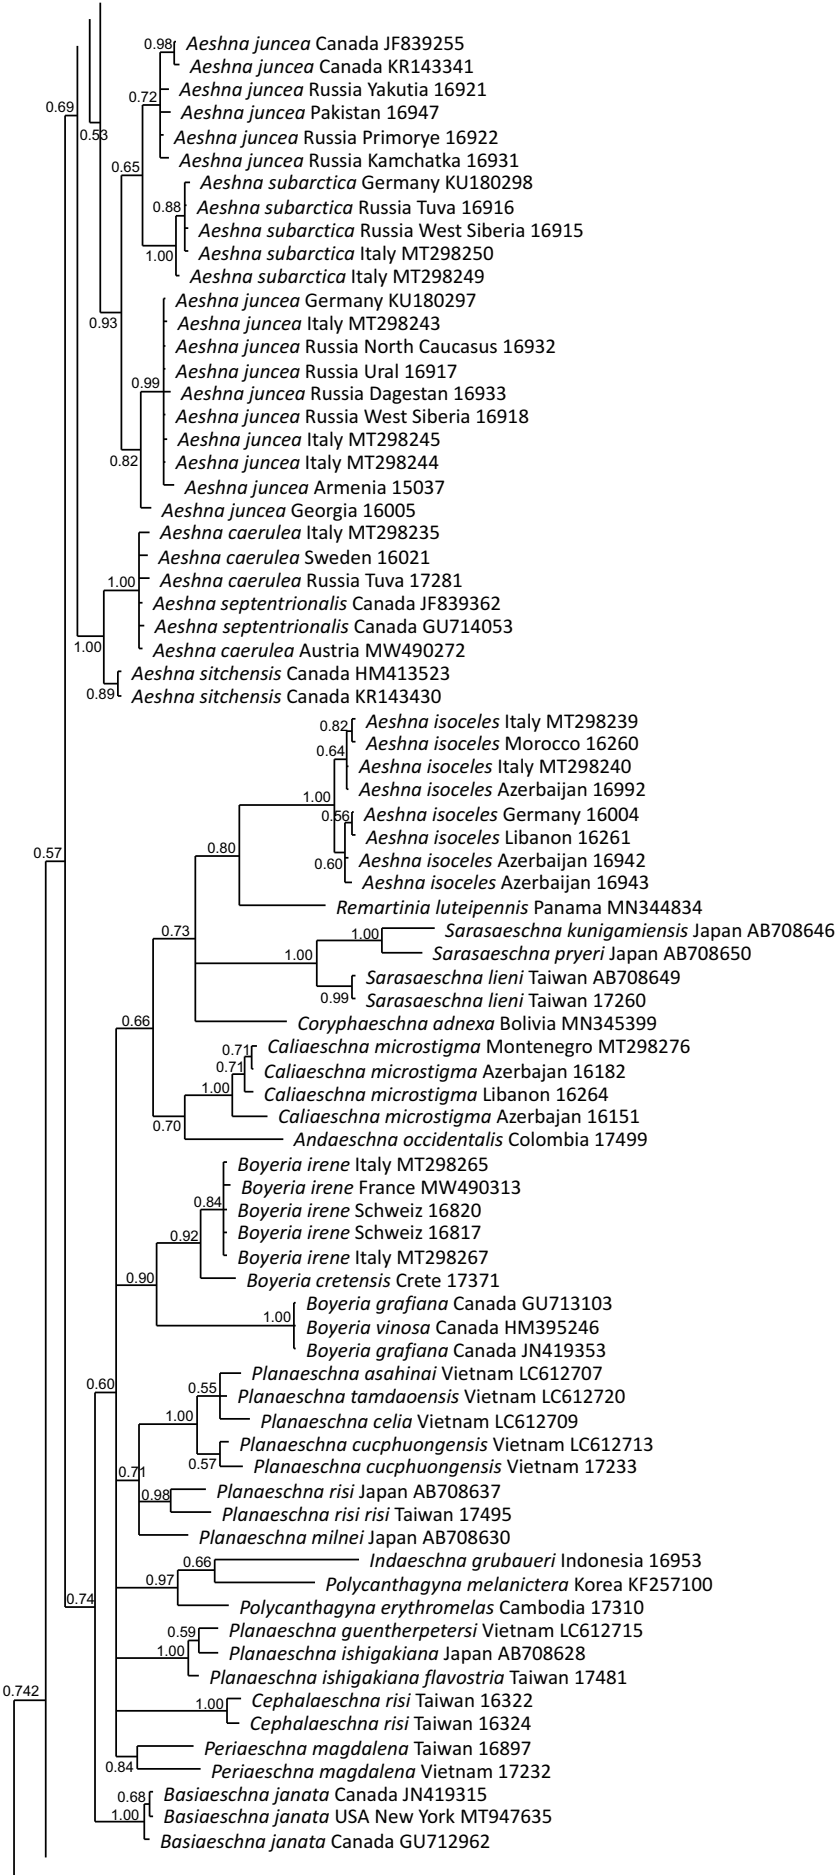 0.98 Aeshna juncea Canada JF839255
Aeshna juncea Canada KR143341
0.72 Aeshna juncea Russia Yakutia 16921
0.69 Aeshna juncea Pakistan 16947
0.53 Aeshna juncea Russia Primorye 16922
Aeshna juncea Russia Kamchatka 16931
0.65
Aeshna subarctica Germany KU180298
0.88 Aeshna subarctica Russia Tuva 16916
Aeshna subarctica Russia West Siberia 16915
1.00 Aeshna subarctica Italy MT298250
Aeshna subarctica Italy MT298249
Aeshna juncea Germany KU180297
0.93 Aeshna juncea Italy MT298243
Aeshna juncea Russia North Caucasus 16932
Aeshna juncea Russia Ural 16917
0.99 Aeshna juncea Russia Dagestan 16933
Aeshna juncea Russia West Siberia 16918
Aeshna juncea Italy MT298245
0.82 Aeshna juncea Italy MT298244
Aeshna juncea Armenia 15037
Aeshna juncea Georgia 16005
Aeshna caerulea Italy MT298235
Aeshna caerulea Sweden 16021
1.00 Aeshna caerulea Russia Tuva 17281
Aeshna septentrionalis Canada JF839362
Aeshna septentrionalis Canada GU714053
1.00 Aeshna caerulea Austria MW490272
Aeshna sitchensis Canada HM413523
0.89 Aeshna sitchensis Canada KR143430
0.82 Aeshna isoceles Italy MT298239
0.64 Aeshna isoceles Morocco 16260
Aeshna isoceles Italy MT298240
1.00 Aeshna isoceles Azerbaijan 16992
0.56 Aeshna isoceles Germany 16004
Aeshna isoceles Libanon 16261
0.57 0.80 0.60 Aeshna isoceles Azerbaijan 16942
Aeshna isoceles Azerbaijan 16943
Remartinia luteipennis Panama MN344834
0.73 1.00 Sarasaeschna kunigamiensis Japan AB708646
1.00 Sarasaeschna pryeri Japan AB708650
Sarasaeschna lieni Taiwan AB708649
0.99 Sarasaeschna lieni Taiwan 17260
0.66 Coryphaeschna adnexa Bolivia MN345399
0.71 Caliaeschna microstigma Montenegro MT298276
0.71 Caliaeschna microstigma Azerbajan 16182
1.00 Caliaeschna microstigma Libanon 16264
Caliaeschna microstigma Azerbajan 16151
0.70 Andaeschna occidentalis Colombia 17499
Boyeria irene Italy MT298265
Boyeria irene France MW490313
0.84 Boyeria irene Schweiz 16820
0.92 Boyeria irene Schweiz 16817
Boyeria irene Italy MT298267
0.90 Boyeria cretensis Crete 17371
Boyeria grafiana Canada GU713103
1.00 Boyeria vinosa Canada HM395246
Boyeria grafiana Canada JN419353
Planaeschna asahinai Vietnam LC612707
0.60 0.55 Planaeschna tamdaoensis Vietnam LC612720
1.00 Planaeschna celia Vietnam LC612709
Planaeschna cucphuongensis Vietnam LC612713
0.57 Planaeschna cucphuongensis Vietnam 17233
0.71 Planaeschna risi Japan AB708637
0.98 Planaeschna risi risi Taiwan 17495
Planaeschna milnei Japan AB708630
0.66 Indaeschna grubaueri Indonesia 16953
0.97 Polycanthagyna melanictera Korea KF257100
0.74 Polycanthagyna erythromelas Cambodia 17310
0.59 Planaeschna guentherpetersi Vietnam LC612715
1.00 Planaeschna ishigakiana Japan AB708628
Planaeschna ishigakiana flavostria Taiwan 17481
0.742 1.00 Cephalaeschna risi Taiwan 16322
Cephalaeschna risi Taiwan 16324
Periaeschna magdalena Taiwan 16897
0.84 Periaeschna magdalena Vietnam 17232
0.68 Basiaeschna janata Canada JN419315
1.00 Basiaeschna janata USA New York MT947635
Basiaeschna janata Canada GU712962